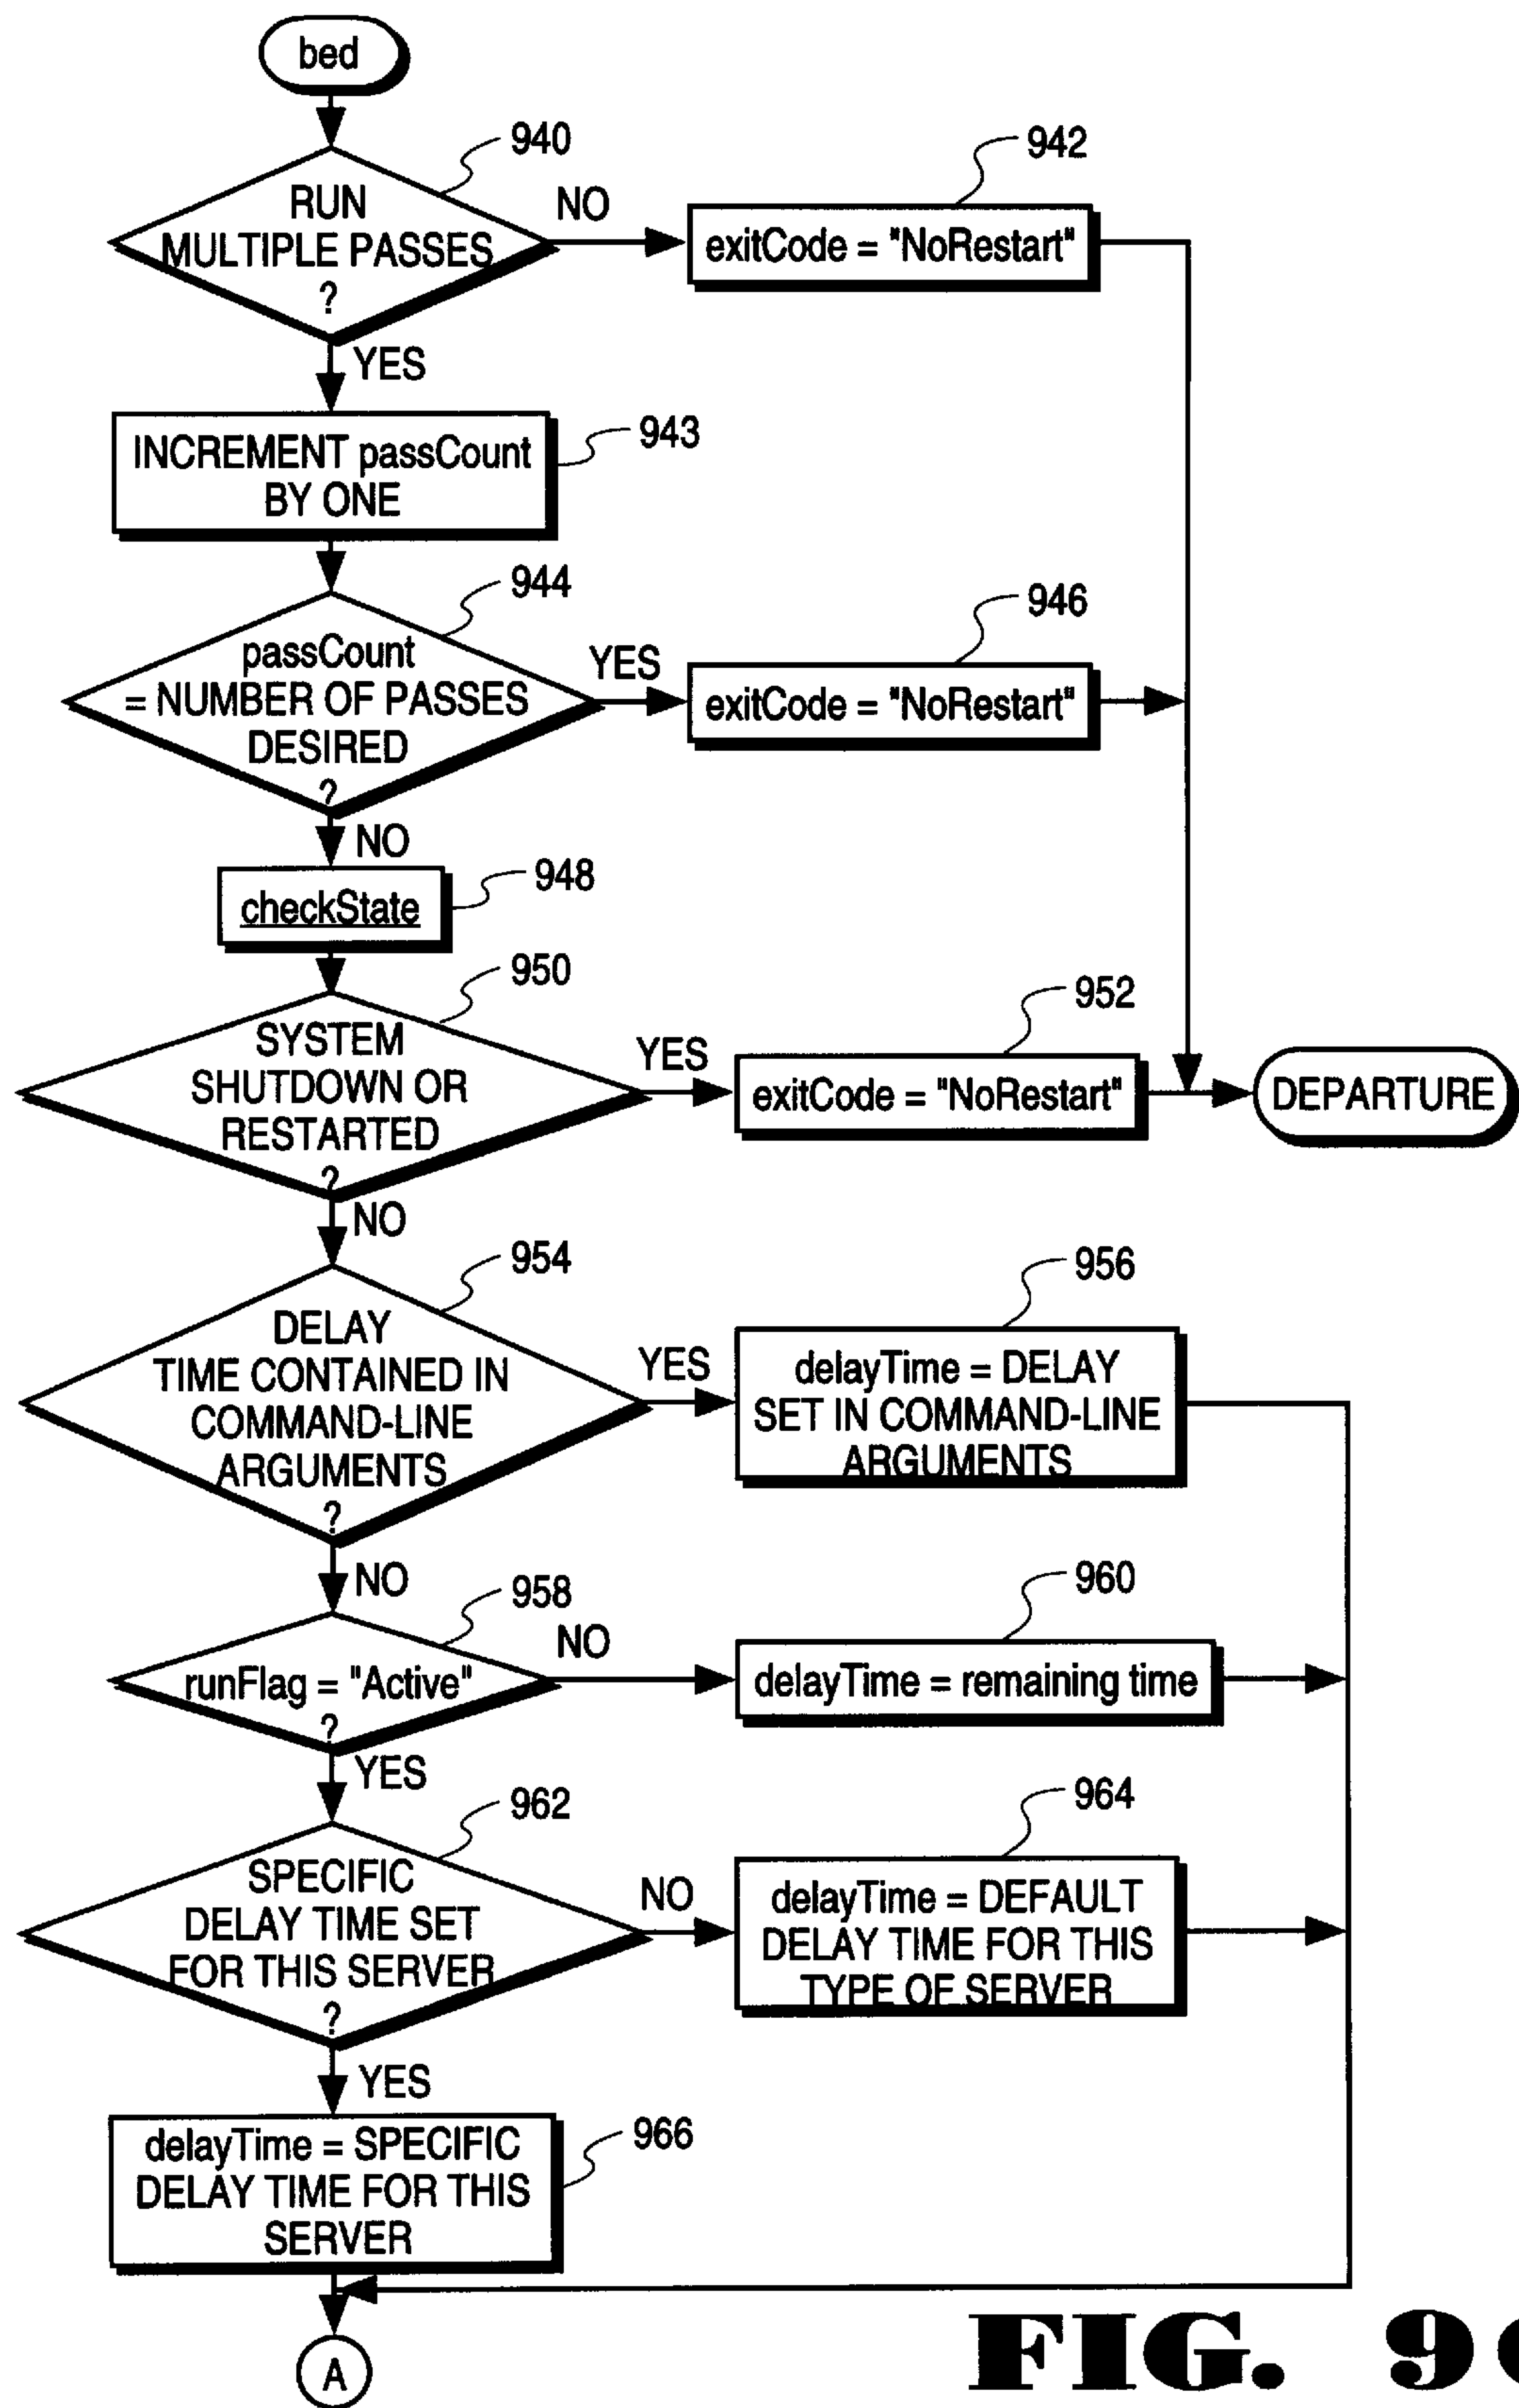 bed
940
RUN
MULTIPLE PASSES
?
NO
942
exitCode = "NoRestart"
YES
INCREMENT passCount
BY ONE
943
944
passCount
= NUMBER OF PASSES
DESIRED
?
YES
946
exitCode = "NoRestart"
NO
checkState
948
950
SYSTEM
SHUTDOWN OR
RESTARTED
?
YES
952
exitCode = "NoRestart"
DEPARTURE
NO
954
DELAY
TIME CONTAINED IN
COMMAND-LINE
ARGUMENTS
?
YES
956
delayTime = DELAY
SET IN COMMAND-LINE
ARGUMENTS
NO
958
runFlag = "Active"
?
NO
960
delayTime = remaining time
YES
962
SPECIFIC
DELAY TIME SET
FOR THIS SERVER
?
NO
964
delayTime = DEFAULT
DELAY TIME FOR THIS
TYPE OF SERVER
YES
delayTime = SPECIFIC
DELAY TIME FOR THIS
SERVER
966
A
FIG. 9